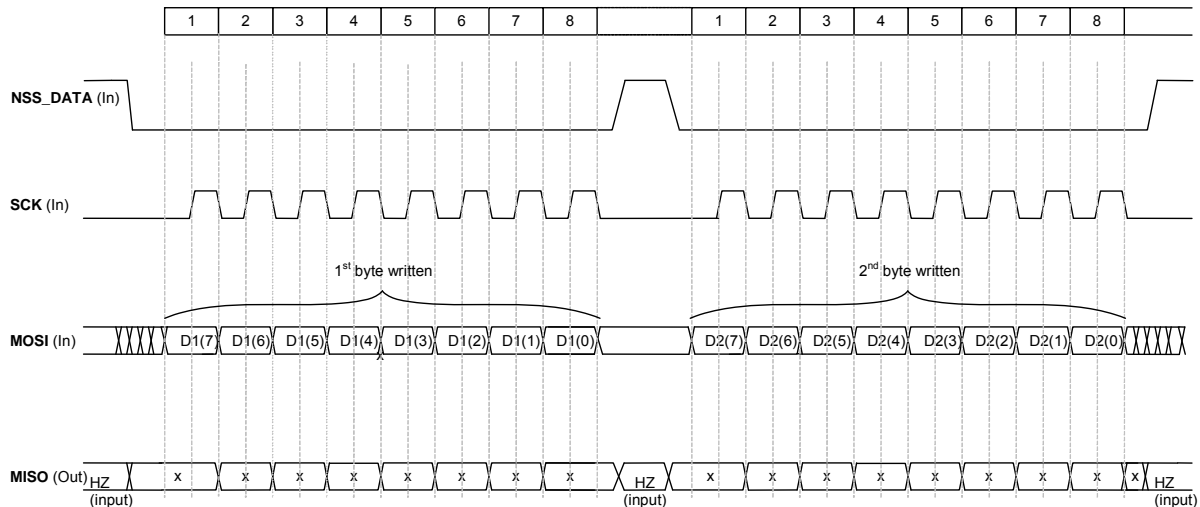 1 2 3 4 5 6 7 8 1 2 3 4 5 6 7 8
NSS_DATA (In)
SCK (In)
1st byte written 2nd byte written
MOSI (In) D1(7) D1(6) D1(5) D1(4) D1(3) D1(2) D1(1) D1(0) D2(7) D2(6) D2(5) D2(4) D2(3) D2(2) D2(1) D2(0)
x
MISO (Out) HZ x x x x x x x x HZ x x x x x x x x x HZ
(input) (input) (input)